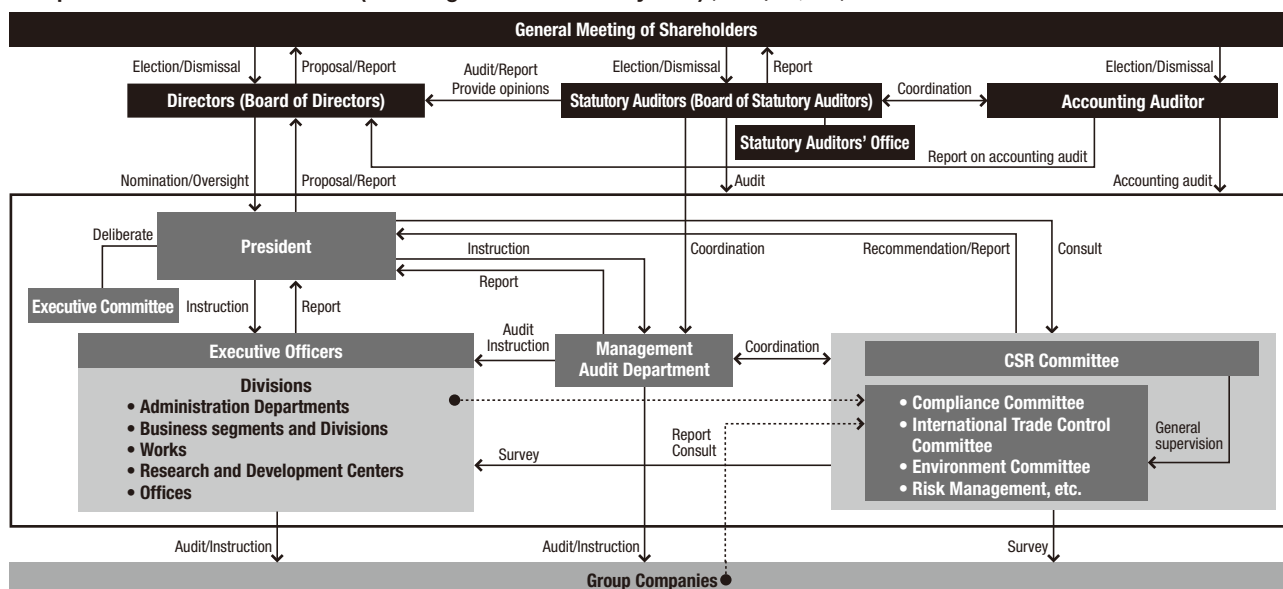 General Meeting of Shareholders
Election/Dismissal
Proposal/Report
Audit/Report
Provide opinions
Election/Dismissal
Report
Election/Dismissal
Directors (Board of Directors)
Statutory Auditors (Board of Statutory Auditors)
Coordination
Accounting Auditor
Statutory Auditors' Office
Report on accounting audit
Nomination/Oversight
Proposal/Report
Audit
Accounting audit
Deliberate
President
Instruction
Report
Coordination
Recommendation/Report
Consult
Executive Committee
Instruction
Report
Executive Officers
Audit
Instruction
Management
Audit Department
Coordination
CSR Committee
Divisions
• Administration Departments
• Business segments and Divisions
• Works
• Research and Development Centers
• Offices
Survey
Report
Consult
• Compliance Committee
• International Trade Control
Committee
• Environment Committee
• Risk Management, etc.
General
supervision
Audit/Instruction
Audit/Instruction
Survey
Group Companies